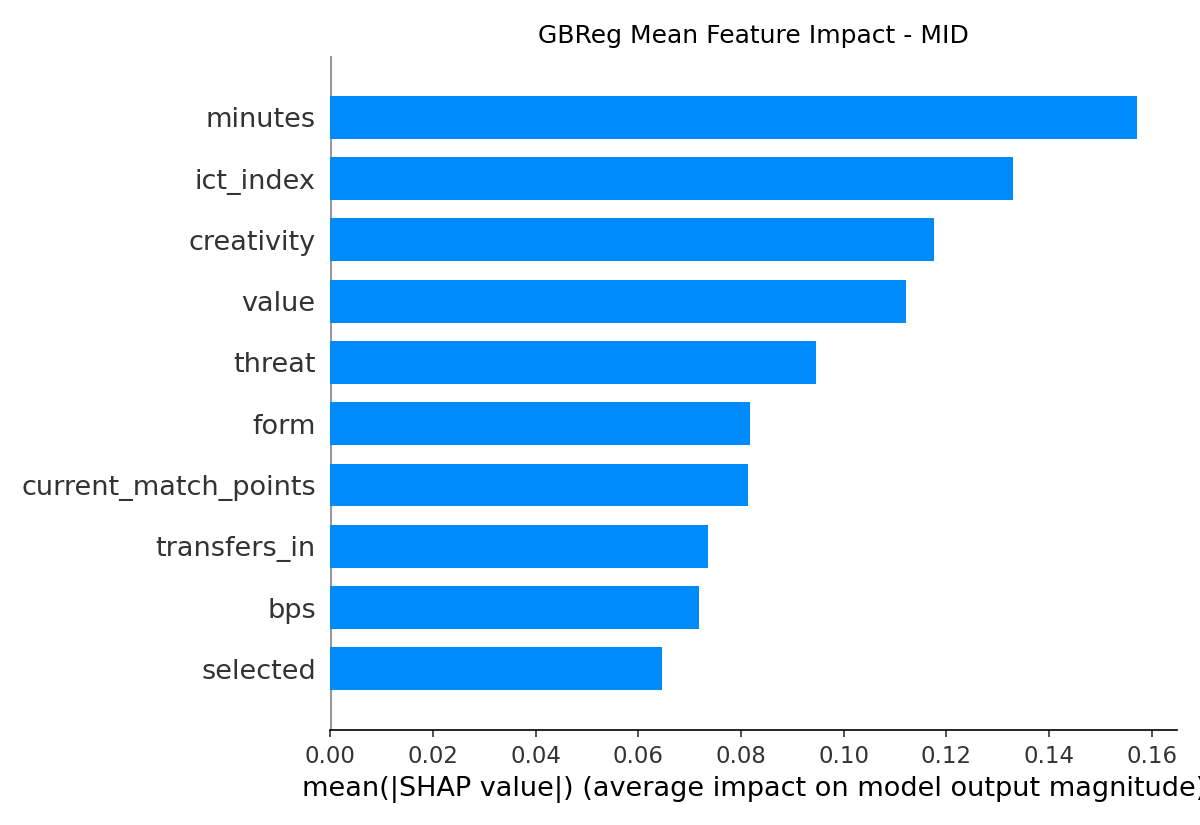 GBReg Mean Feature Impact - MID
minutes
ict_index
creativity
value
threat
form
current_match_points
transfers_in
bps
selected
0.00 0.02 0.04 0.06 0.08 0.10 0.12 0.14 0.16
mean(|SHAP value|) (average impact on model output magnitude)